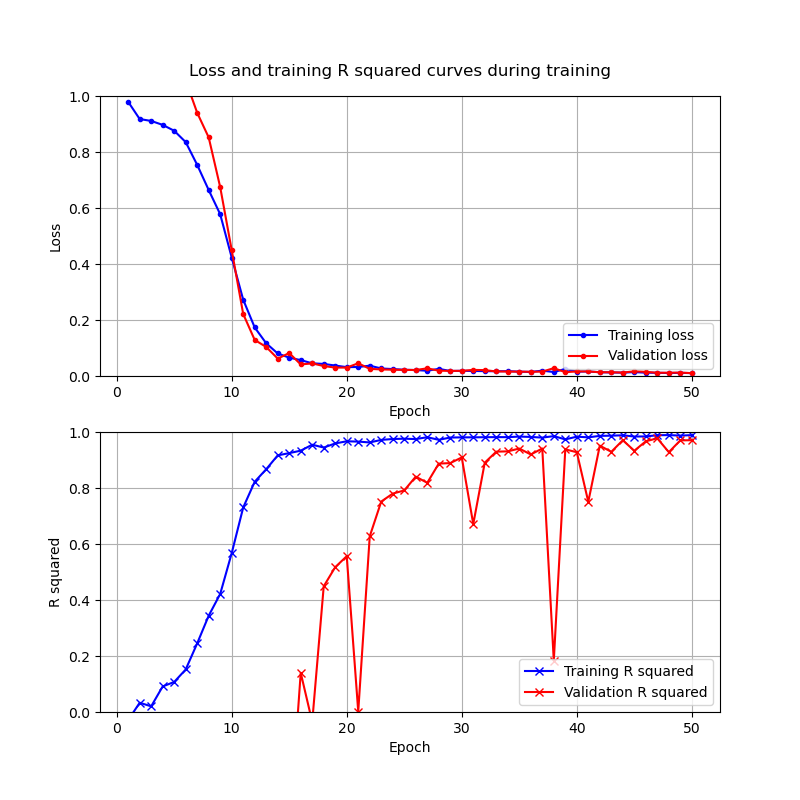 Loss and training R squared curves during training
1.0
0.8
0.6
0.4
0.2
0.0
Loss
0 10 20 30 40 50
Epoch
Training loss
Validation loss
1.0
0.8
0.6
0.4
0.2
0.0
R squared
0 10 20 30 40 50
Epoch
Training R squared
Validation R squared